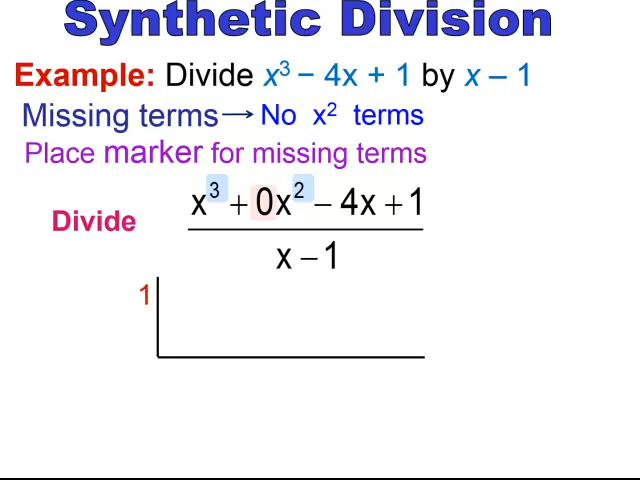 Synthetic Division
Example: Divide x³ − 4x + 1 by x – 1
Missing terms→ No x² terms
Place marker for missing terms
x³ + 0x² − 4x + 1
Divide
x − 1
1